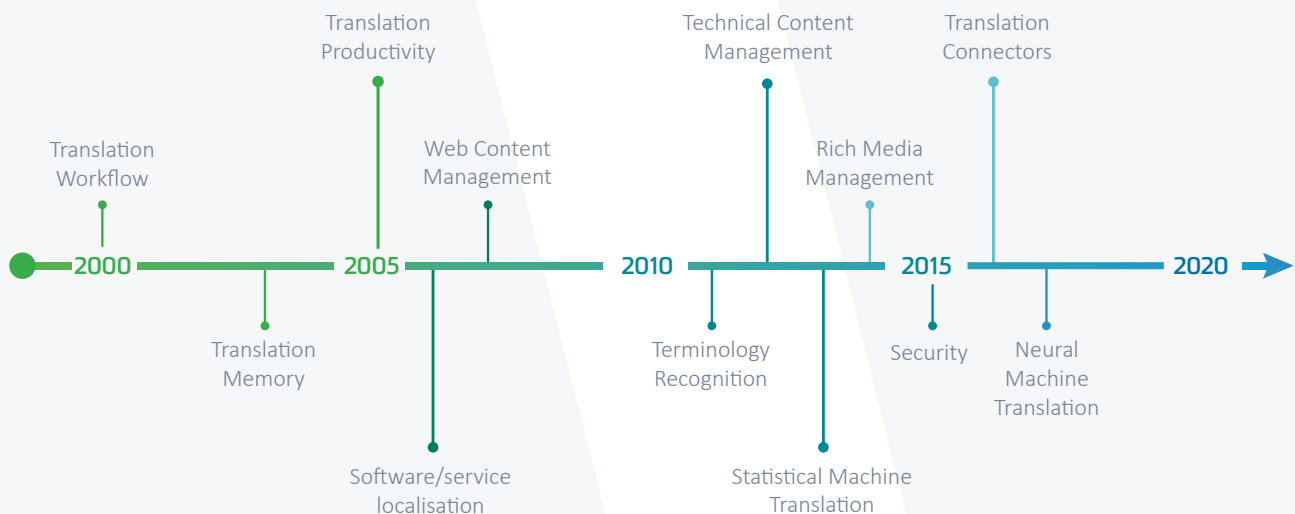 Translation
Productivity
Technical Content
Management
Translation
Connectors
Translation
Workflow
Web Content
Management
Rich Media
Management
2000
2005
2010
2015
2020
Translation
Memory
Terminology
Recognition
Security
Neural
Machine
Translation
Software/service
localisation
Statistical Machine
Translation